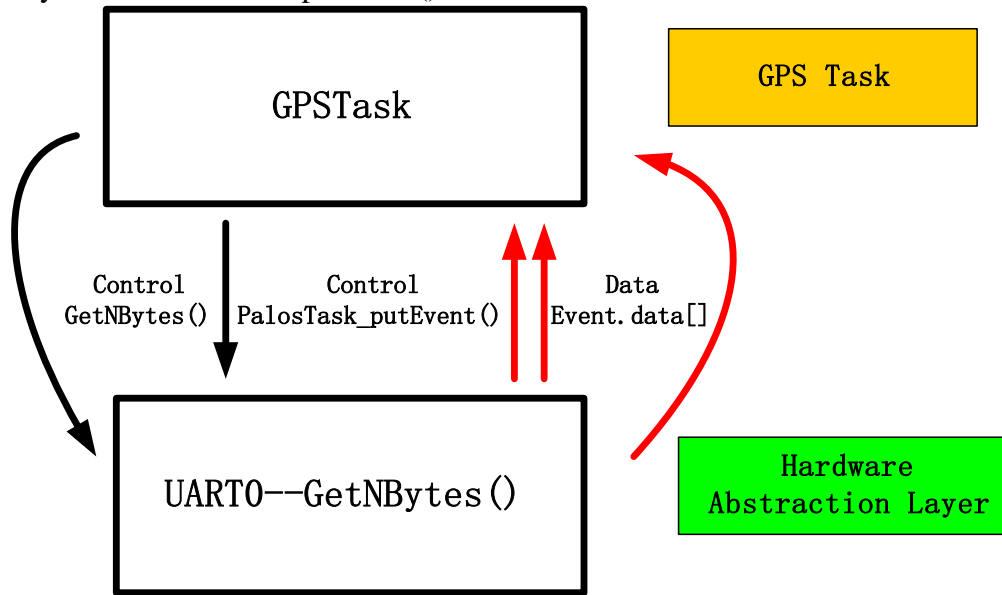 GPSTask
GPS Task
Control
GetNBytes()
Control
PalosTask_putEvent()
Data
Event.data[]
UART0--GetNBytes()
Hardware
Abstraction Layer